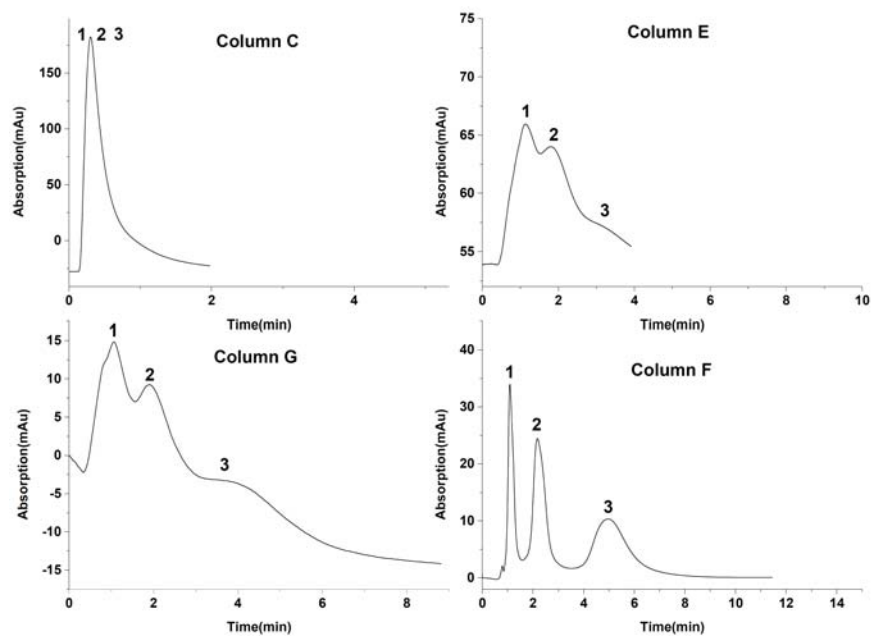 1 2 3
Column C
Absorption(mAu)
150
100
50
0
0 2 4
Time(min)
Column E
1
2
3
Absorption(mAu)
75
70
65
60
55
0 2 4 6 8 10
Time(min)
Column G
1
2
3
Absorption(mAu)
15
10
5
0
-5
-10
-15
0 2 4 6 8
Time(min)
Column F
1
2
3
Absorption(mAu)
40
30
20
10
0
0 2 4 6 8 10 12 14
Time(min)